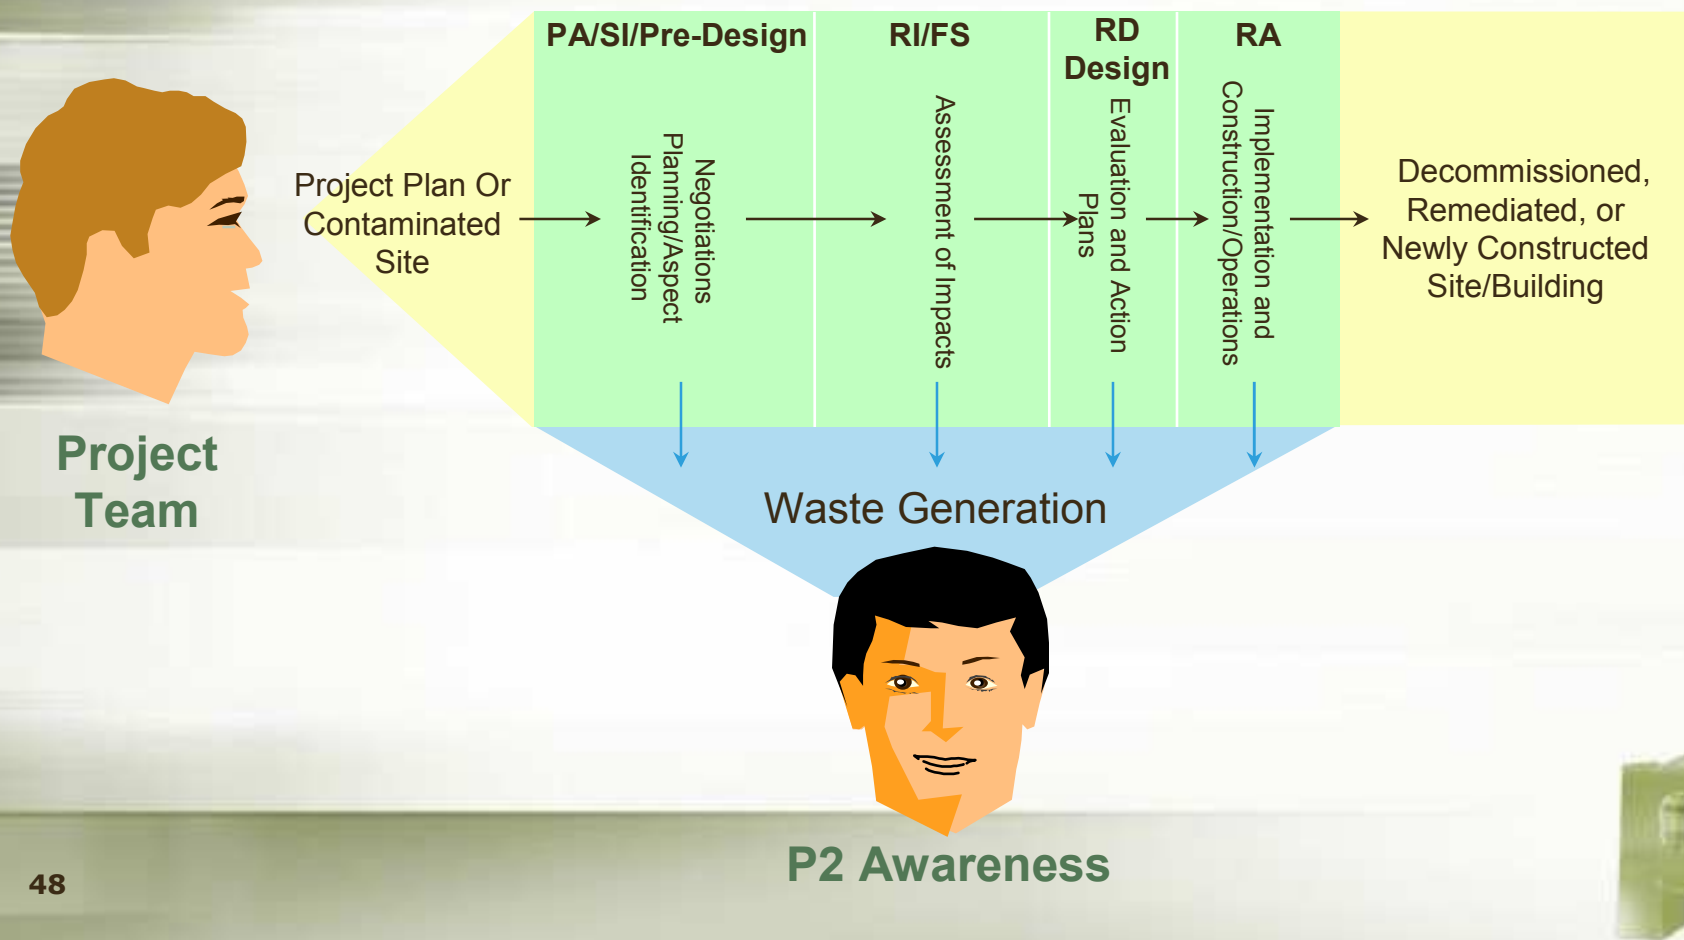 PA/SI/Pre-Design
RI/FS
RD
Design
RA
Project Plan Or
Contaminated
Site
Negotiations
Planning/Aspect
Identification
Assessment of Impacts
Evaluation and Action
Plans
Implementation and
Construction/Operations
Decommissioned,
Remediated, or
Newly Constructed
Site/Building
Project
Team
Waste Generation
P2 Awareness
48